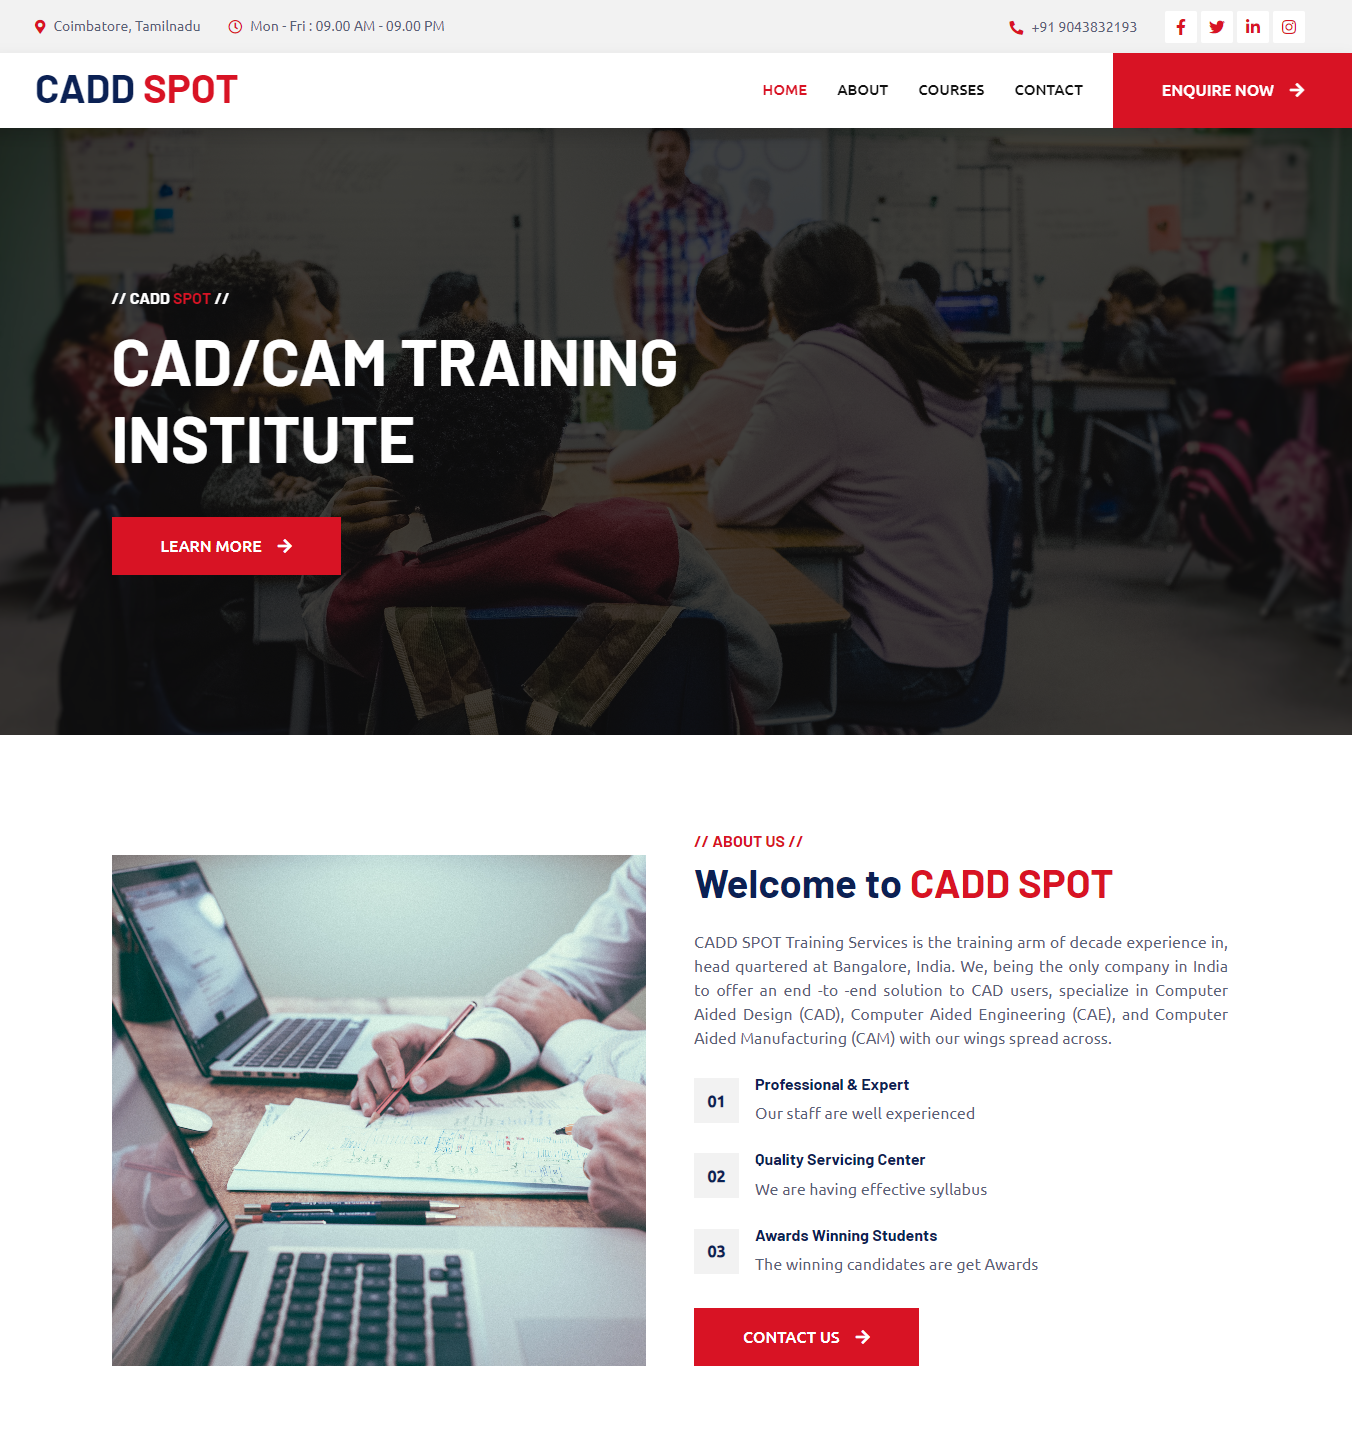 Coimbatore, Tamilnadu
Mon - Fri : 09.00 AM - 09.00 PM
+91 9043832193
CADD SPOT
HOME
ABOUT
COURSES
CONTACT
ENQUIRE NOW
// CADD SPOT //
CAD/CAM TRAINING
INSTITUTE
LEARN MORE
// ABOUT US //
Welcome to CADD SPOT
CADD SPOT Training Services is the training arm of decade experience in,
head quartered at Bangalore, India. We, being the only company in India
to offer an end -to -end solution to CAD users, specialize in Computer
Aided Design (CAD), Computer Aided Engineering (CAE), and Computer
Aided Manufacturing (CAM) with our wings spread across.
01
Professional & Expert
Our staff are well experienced
02
Quality Servicing Center
We are having effective syllabus
03
Awards Winning Students
The winning candidates are get Awards
CONTACT US